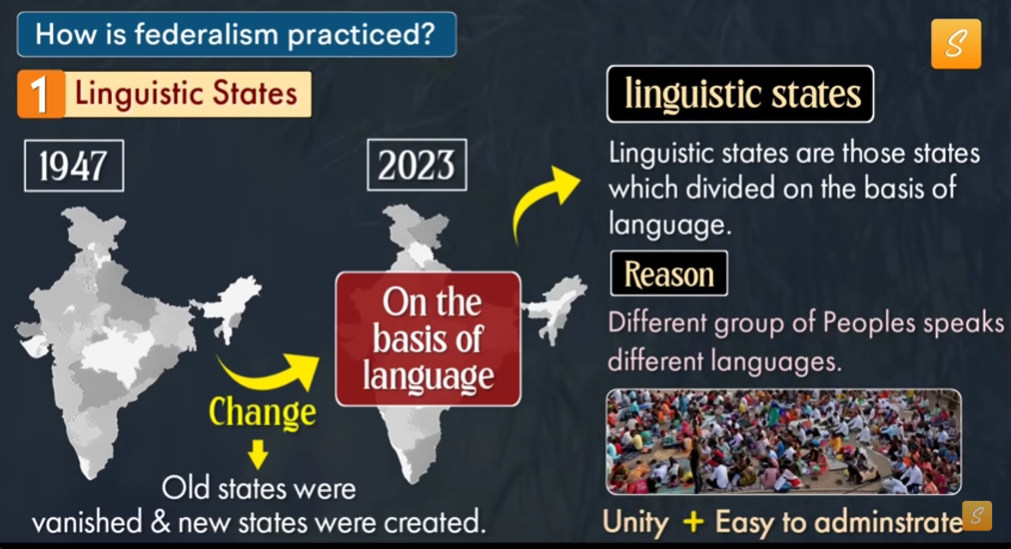 How is federalism practiced?
S
1 Linguistic States
1947
2023
On the
basis of
language
Change
Old states were
vanished & new states were created.
linguistic states
Linguistic states are those states
which divided on the basis of
language.
Reason
Different group of Peoples speaks
different languages.
Unity + Easy to adminstrate
S